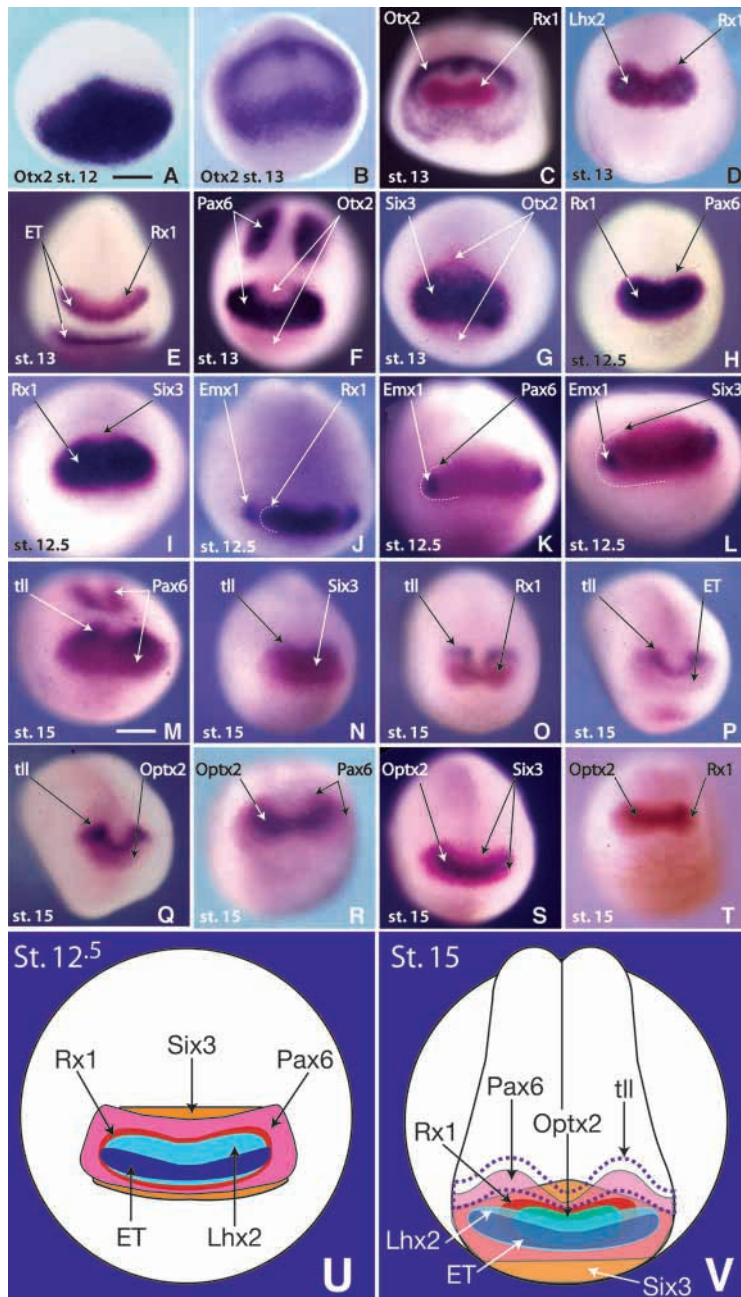 Otx2 st. 12
A
Otx2 st. 13
B
Otx2 Rx1
st. 13
C
Lhx2 Rx1
st. 13
D
ET Rx1
st. 13
E
Pax6 Otx2
st. 13
F
Six3 Otx2
st. 13
G
Rx1 Pax6
st. 12.5
H
Rx1 Six3
st. 12.5
I
Emx1 Rx1
st. 12.5
J
Emx1 Pax6
st. 12.5
K
Emx1 Six3
st. 12.5
L
tll Pax6
st. 15
M
tll Six3
st. 15
N
tll Rx1
st. 15
O
tll ET
st. 15
P
tll Optx2
st. 15
Q
Optx2 Pax6
st. 15
R
Optx2 Six3
st. 15
S
Optx2 Rx1
st. 15
T
St. 12.5
Six3
Rx1 Pax6
ET Lhx2
U
St. 15
Pax6 tll
Optx2
Rx1
Lhx2
ET
Six3
V